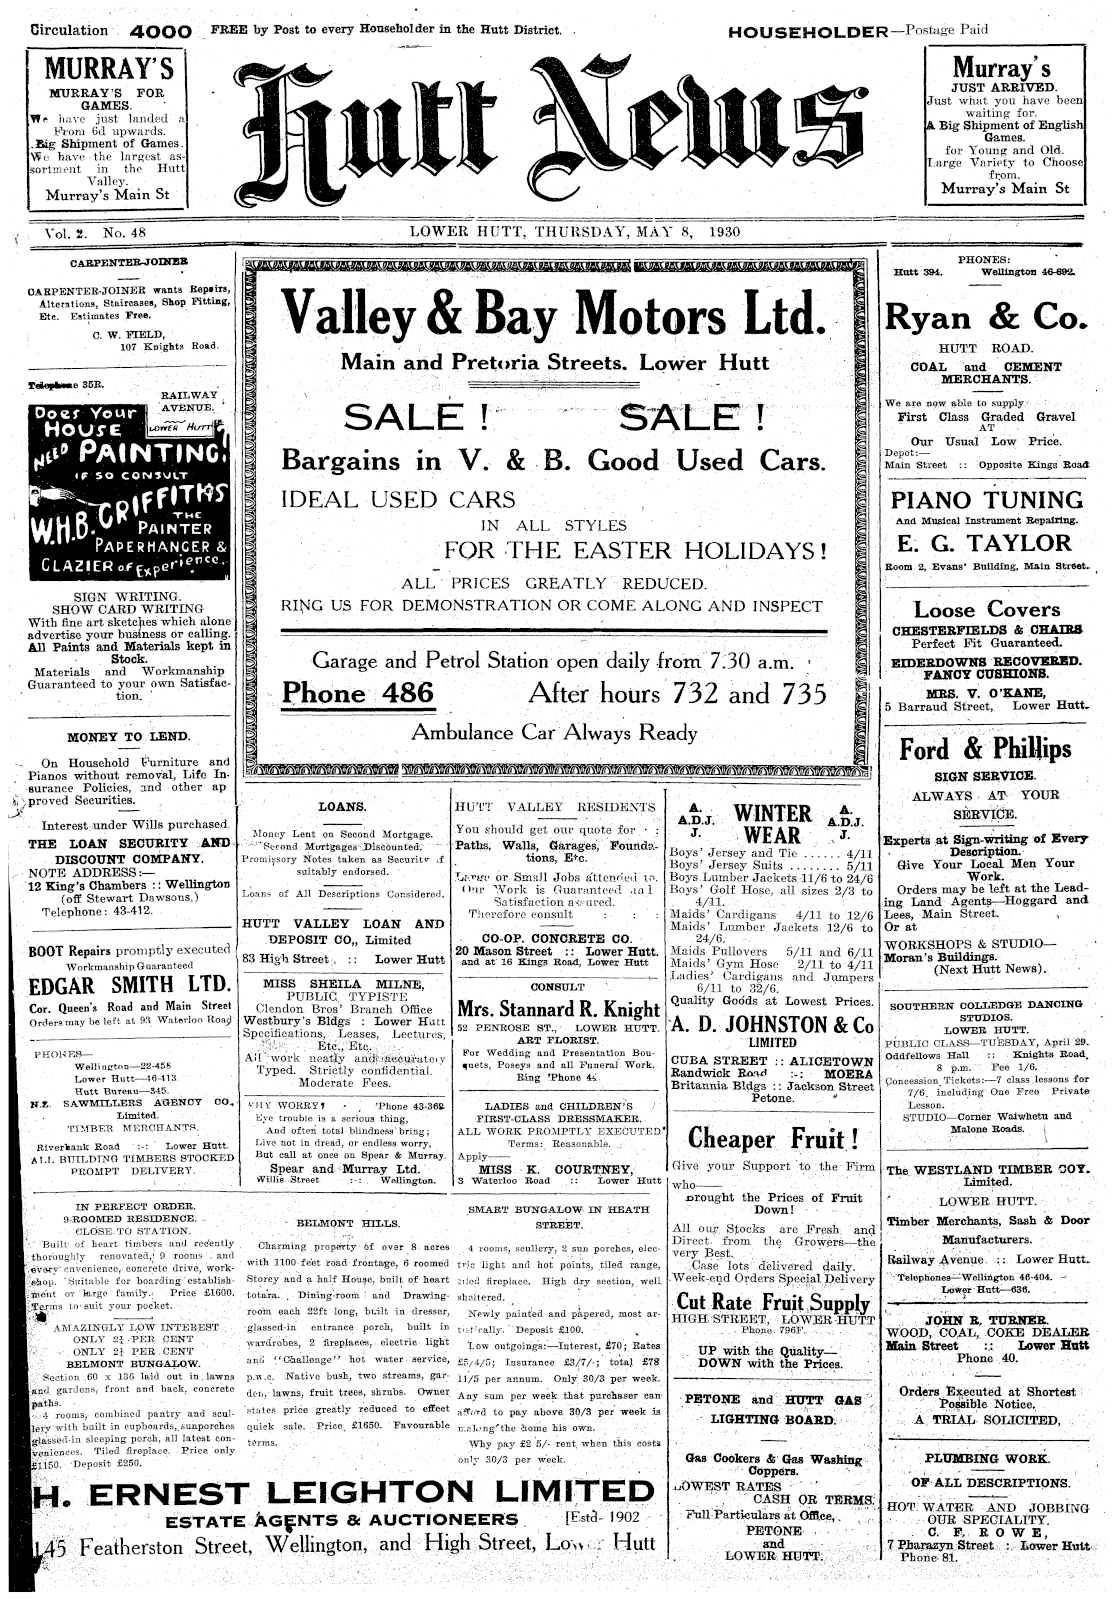 Circulation 4000 FREE by Post to every Householder in the Hutt District.
HOUSEHOLDER—Postage Paid
MURRAY'S
MURRAY'S FOR
GAMES.
We have just landed a
From 6d upwards.
Big Shipment of Games.
We have the largest as-
sortment in the Hutt
Valley.
Murray's Main St
Hutt News
Murray's
JUST ARRIVED.
Just what you have been
waiting for.
A Big Shipment of English
Games.
for Young and Old.
Large Variety to Choose
from.
Murray's Main St
Vol. 2. No. 48
LOWER HUTT, THURSDAY, MAY 8, 1930
CARPENTER-JOINER
CARPENTER-JOINER wants Repairs,
Alterations, Staircases, Shop Fitting,
Etc. Estimates Free.
C. W. FIELD,
107 Knights Road.
Telephone 35R.
RAILWAY
AVENUE.
LOWER HUTT
Does Your
HOUSE
NEED PAINTING!
IF SO CONSULT
W.H.B. GRIFFITHS
THE
PAINTER
PAPERHANGER &
GLAZIER of Experience.
SIGN WRITING.
SHOW CARD WRITING
With fine art sketches which alone
advertise your business or calling.
All Paints and Materials kept in
Stock.
Materials and Workmanship
Guaranteed to your own Satisfac-
tion.
MONEY TO LEND.
On Household Furniture and
Pianos without removal, Life In-
surance Policies, and other ap
proved Securities.
Interest under Wills purchased.
THE LOAN SECURITY AND
DISCOUNT COMPANY.
NOTE ADDRESS:—
12 King's Chambers :: Wellington
(off Stewart Dawsons,)
Telephone: 43-412.
BOOT Repairs promptly executed
Workmanship Guaranteed
EDGAR SMITH LTD.
Cor. Queen's Road and Main Street
Orders may be left at 93 Waterloo Road
PHONES—
Wellington—22-458
Lower Hutt—46-413.
Hutt Bureau—345.
N.Z. SAWMILLERS AGENCY CO.,
Limited.
TIMBER MERCHANTS.
Riverbank Road :-: Lower Hutt.
ALL BUILDING TIMBERS STOCKED
PROMPT DELIVERY.
Valley & Bay Motors Ltd.
Main and Pretoria Streets. Lower Hutt
SALE! SALE!
Bargains in V. & B. Good Used Cars.
IDEAL USED CARS
IN ALL STYLES
FOR THE EASTER HOLIDAYS!
ALL PRICES GREATLY REDUCED.
RING US FOR DEMONSTRATION OR COME ALONG AND INSPECT
Garage and Petrol Station open daily from 7.30 a.m.
Phone 486 After hours 732 and 735
Ambulance Car Always Ready
LOANS.
Money Lent on Second Mortgage.
Second Mortgages Discounted.
Promissory Notes taken as Security if
suitably endorsed.
Loans of All Descriptions Considered.
HUTT VALLEY LOAN AND
DEPOSIT CO,, Limited
83 High Street. :: Lower Hutt
MISS SHEILA MILNE,
PUBLIC TYPISTE
Clendon Bros' Branch Office
Westbury's Bldgs : Lower Hutt
Specifications, Leases, Lectures,
Etc., Etc.
All work neatly and accurately
Typed. Strictly confidential.
Moderate Fees.
WHY WORRY? 'Phone 43-362
Eye trouble is a serious thing,
And often total blindness bring;
Live not in dread, or endless worry,
But call at once on Spear & Murray.
Spear and Murray Ltd.
Willis Street :-: Wellington.
HUTT VALLEY RESIDENTS
You should get our quote for : :
Paths, Walls, Garages, Founda-
tions, Etc.
Large or Small Jobs attended to.
Our Work is Guaranteed and
Satisfaction assured.
Therefore consult : : :
CO-OP. CONCRETE CO.
20 Mason Street :: Lower Hutt.
and at 16 Kings Road, Lower Hutt
CONSULT
Mrs. Stannard R. Knight
52 PENROSE ST., LOWER HUTT.
ART FLORIST.
For Wedding and Presentation Bou-
quets, Poseys and all Funeral Work.
Ring 'Phone 44.
LADIES and CHILDREN'S
FIRST-CLASS DRESSMAKER.
ALL WORK PROMPTLY EXECUTED
Terms: Reasonable.
Apply—
MISS K. COURTNEY,
3 Waterloo Road :: Lower Hutt
A. A.
A.D.J. WINTER A.D.J.
J. WEAR J.
Boys' Jersey and Tie ...... 4/11
Boys' Jersey Suits ........ 5/11
Boys Lumber Jackets 11/6 to 24/6
Boys' Golf Hose, all sizes 2/3 to
4/11.
Maids' Cardigans 4/11 to 12/6
Maids' Lumber Jackets 12/6 to
24/6.
Maids Pullovers 5/11 and 6/11
Maids' Gym Hose 2/11 to 4/11
Ladies' Cardigans and Jumpers
6/11 to 32/6.
Quality Goods at Lowest Prices.
A. D. JOHNSTON & Co
LIMITED
CUBA STREET :: ALICETOWN
Randwick Road :-: MOERA
Britannia Bldgs :: Jackson Street
Petone.
Cheaper Fruit!
Give your Support to the Firm
who—
Brought the Prices of Fruit
Down!
All our Stocks are Fresh and
Direct from the Growers—the
very Best.
Case lots delivered daily.
Week-end Orders Special Delivery
Cut Rate Fruit Supply
HIGH STREET, LOWER HUTT
Phone 796F.
UP with the Quality—
DOWN with the Prices.
PETONE and HUTT GAS
LIGHTING BOARD.
Gas Cookers & Gas Washing
Coppers.
LOWEST RATES
CASH OR TERMS.
Full Particulars at Office,
PETONE
and
LOWER HUTT.
PHONES:
Hutt 394. Wellington 46-692.
Ryan & Co.
HUTT ROAD.
COAL and CEMENT
MERCHANTS.
We are now able to supply
First Class Graded Gravel
AT
Our Usual Low Price.
Depot:—
Main Street :: Opposite Kings Road
PIANO TUNING
And Musical Instrument Repairing.
E. G. TAYLOR
Room 2, Evans' Building, Main Street.
Loose Covers
CHESTERFIELDS & CHAIRS
Perfect Fit Guaranteed.
EIDERDOWNS RECOVERED.
FANCY CUSHIONS.
MRS. V. O'KANE,
5 Barraud Street, Lower Hutt.
Ford & Phillips
SIGN SERVICE.
ALWAYS AT YOUR
SERVICE.
Experts at Sign-writing of Every
Description.
Give Your Local Men Your
Work.
Orders may be left at the Lead-
ing Land Agents—Hoggard and
Lees, Main Street.
Or at
WORKSHOPS & STUDIO—
Moran's Buildings.
(Next Hutt News).
SOUTHERN COLLEDGE DANCING
STUDIOS.
LOWER HUTT.
PUBLIC CLASS—TUESDAY, April 29.
Oddfellows Hall :: Knights Road,
8 p.m. Fee 1/6.
Concession Tickets:—7 class lessons for
7/6, including One Free Private
Lesson.
STUDIO—Corner Waiwhetu and
Malone Roads.
The WESTLAND TIMBER COY.
Limited.
LOWER HUTT.
Timber Merchants, Sash & Door
Manufacturers.
Railway Avenue :: Lower Hutt.
Telephones—Wellington 46-404.
Lower Hutt—636.
JOHN R. TURNER.
WOOD, COAL, COKE DEALER
Main Street :: Lower Hutt
Phone 40.
Orders Executed at Shortest
Possible Notice.
A TRIAL SOLICITED,
PLUMBING WORK.
OF ALL DESCRIPTIONS.
HOT WATER AND JOBBING
OUR SPECIALITY.
C. F. ROWE,
7 Pharazyn Street : Lower Hutt
Phone 81.
IN PERFECT ORDER.
9-ROOMED RESIDENCE.
CLOSE TO STATION.
Built of heart timbers and recently
thoroughly renovated, 9 rooms and
every cnvenience, concrete drive, work-
shop. Suitable for boarding establish-
ment or large family. Price £1600.
Terms to suit your pocket.
AMAZINGLY LOW INTEREST
ONLY 2¼ PER CENT
ONLY 2¼ PER CENT
BELMONT BUNGALOW.
Section 60 x 136 laid out in lawns
and gardens, front and back, concrete
paths.
4 rooms, combined pantry and scul-
lery with built in cupboards, sunporches
glassed-in sleeping porch, all latest con-
veniences. Tiled fireplace. Price only
£1150. Deposit £250.
BELMONT HILLS.
Charming property of over 8 acres
with 1100 feet road frontage, 6 roomed
Storey and a half House, built of heart
totara. Dining-room and Drawing-
room each 22ft long, built in dresser,
glassed-in entrance porch, built in
wardrobes, 2 fireplaces, electric light
and "Challenge" hot water service,
p.w.c. Native bush, two streams, gar-
den, lawns, fruit trees, shrubs. Owner
states price greatly reduced to effect
quick sale. Price £1650. Favourable
terms.
SMART BUNGALOW IN HEATH
STREET.
4 rooms, scullery, 2 sun porches, elec-
tric light and hot points, tiled range,
tiled fireplace. High dry section, well
sheltered.
Newly painted and papered, most ar-
tistically. Deposit £100.
Low outgoings:—Interest, £70; Rates
£5/4/5; Insurance £3/7/-; total £78
11/5 per annum. Only 30/3 per week.
Any sum per week that purchaser can
afford to pay above 30/3 per week is
making the home his own.
Why pay £2 5/- rent when this costs
only 30/3 per week.
H. ERNEST LEIGHTON LIMITED
ESTATE AGENTS & AUCTIONEERS [Estd- 1902
145 Featherston Street, Wellington, and High Street, Lower Hutt